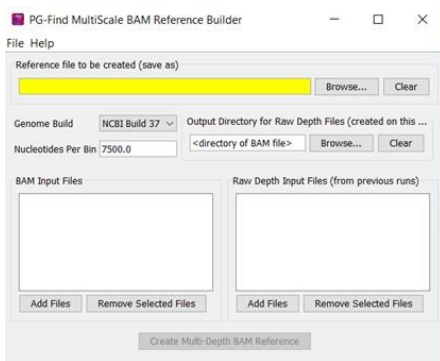 PG-Find MultiScale BAM Reference Builder
File Help
Reference file to be created (save as)
Browse... Clear
Genome Build NCBI Build 37 Output Directory for Raw Depth Files (created on this ...
Nucleotides Per Bin 7500.0 <directory of BAM file> Browse... Clear
BAM Input Files Raw Depth Input Files (from previous runs)
Add Files Remove Selected Files Add Files Remove Selected Files
Create Multi-Depth BAM Reference